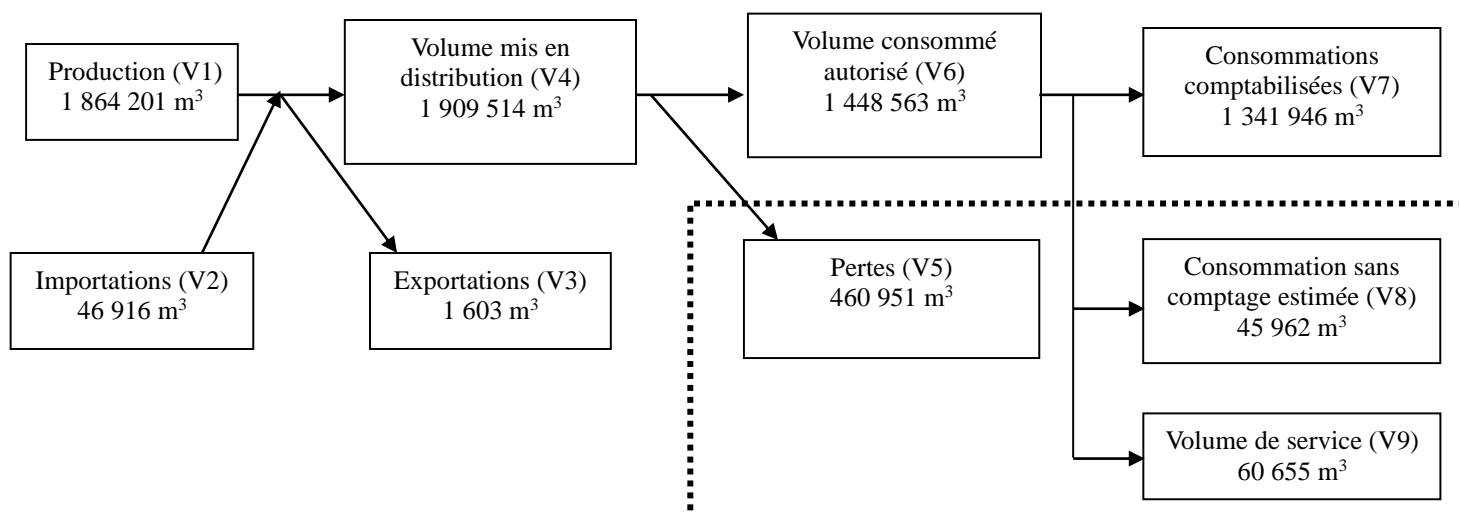 Production (V1)
1 864 201 m³
Volume mis en
distribution (V4)
1 909 514 m³
Volume consommé
autorisé (V6)
1 448 563 m³
Consommations
comptabilisées (V7)
1 341 946 m³
Importations (V2)
46 916 m³
Exportations (V3)
1 603 m³
Pertes (V5)
460 951 m³
Consommation sans
comptage estimée (V8)
45 962 m³
Volume de service (V9)
60 655 m³